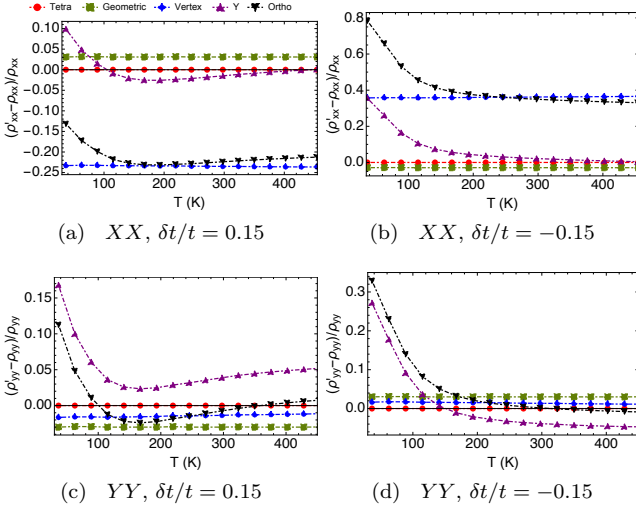 Tetra Geometric Vertex Y Ortho
(ρ'xx−ρxx)/ρxx
0.10
0.05
0.00
−0.05
−0.10
−0.15
−0.20
−0.25
100 200 300 400
T (K)
(a) XX, δt/t = 0.15
(ρ'xx−ρxx)/ρxx
0.8
0.6
0.4
0.2
0.0
100 200 300 400
T (K)
(b) XX, δt/t = −0.15
(ρ'yy−ρyy)/ρyy
0.15
0.10
0.05
0.00
100 200 300 400
T (K)
(c) YY, δt/t = 0.15
(ρ'yy−ρyy)/ρyy
0.3
0.2
0.1
0.0
100 200 300 400
T (K)
(d) YY, δt/t = −0.15